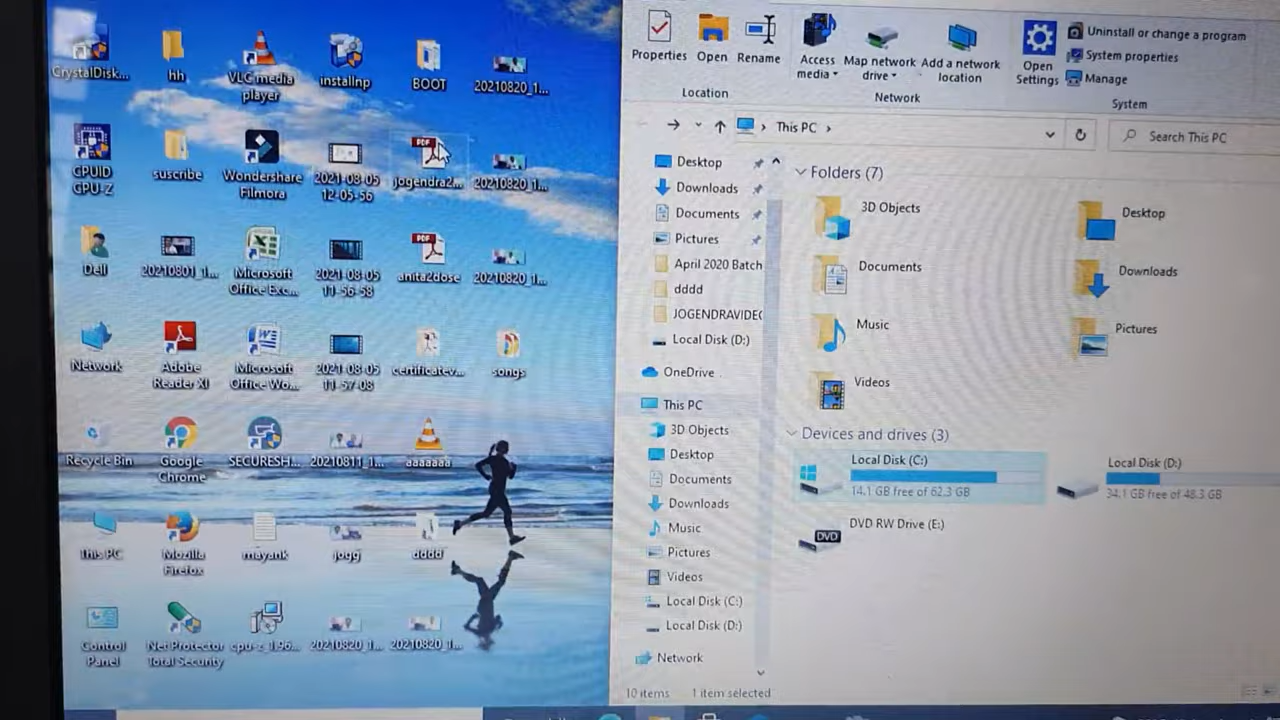 CrystalDisk...
hh
VLC media
player
installnp
BOOT
20210820_1...
CPUID
CPU-Z
suscribe
Wondershare
Filmora
2021-08-05
12-05-56
PDF
jogendra2...
20210820_1...
Dell
20210801_1...
Microsoft
Office Exc...
2021-08-05
11-56-58
PDF
anita2dose
20210820_1...
Network
Adobe
Reader XI
Microsoft
Office Wo...
2021-08-05
11-57-08
certificatev...
songs
Recycle Bin
Google
Chrome
SECURESH...
20210811_1...
aaaaaaa
This PC
Mozilla
Firefox
mayank
jogg
dddd
Control
Panel
Net Protector
Total Security
cpu-z_1.96...
20210820_1...
20210820_1...
Properties
Open
Rename
Access
media
Map network
drive
Add a network
location
Open
Settings
Uninstall or change a program
System properties
Manage
Location
Network
System
This PC
Search This PC
Desktop
Downloads
Documents
Pictures
April 2020 Batch
dddd
JOGENDRAVIDEO
Local Disk (D:)
OneDrive
This PC
3D Objects
Desktop
Documents
Downloads
Music
Pictures
Videos
Local Disk (C:)
Local Disk (D:)
Network
Folders (7)
3D Objects
Desktop
Documents
Downloads
Music
Pictures
Videos
Devices and drives (3)
Local Disk (C:)
14.1 GB free of 62.3 GB
Local Disk (D:)
34.1 GB free of 48.3 GB
DVD
DVD RW Drive (E:)
10 items
1 item selected